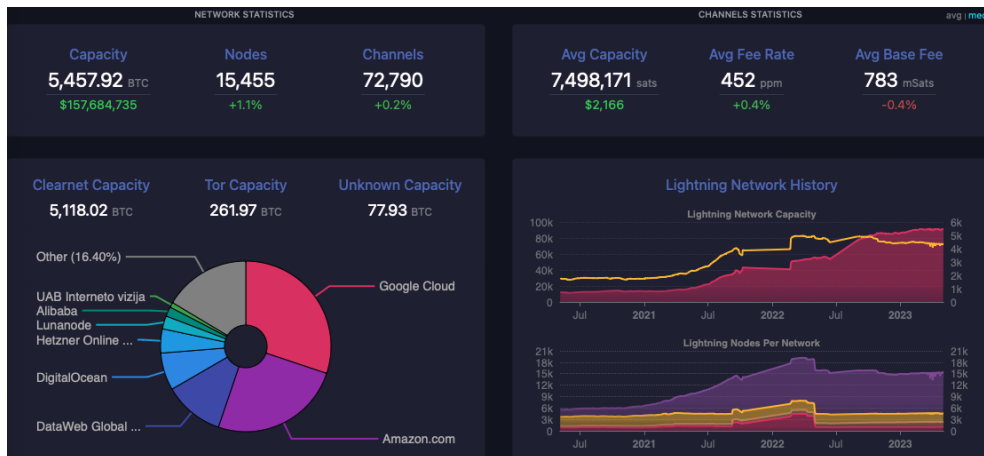 NETWORK STATISTICS
CHANNELS STATISTICS
avg | med
Capacity Nodes Channels
5,457.92 BTC 15,455 72,790
$157,684,735 +1.1% +0.2%
Avg Capacity Avg Fee Rate Avg Base Fee
7,498,171 sats 452 ppm 783 mSats
$2,166 +0.4% -0.4%
Clearnet Capacity Tor Capacity Unknown Capacity
5,118.02 BTC 261.97 BTC 77.93 BTC
Other (16.40%)
UAB Interneto vizija
Alibaba
Lunanode
Hetzner Online ...
DigitalOcean
DataWeb Global ...
Google Cloud
Amazon.com
Lightning Network History
Lightning Network Capacity
100k 6k
80k 5k
60k 4k
40k 3k
20k 2k
0 1k
0
Jul 2021 Jul 2022 Jul 2023
Lightning Nodes Per Network
21k 21k
18k 18k
15k 15k
12k 12k
9k 9k
6k 6k
3k 3k
0 0
Jul 2021 Jul 2022 Jul 2023